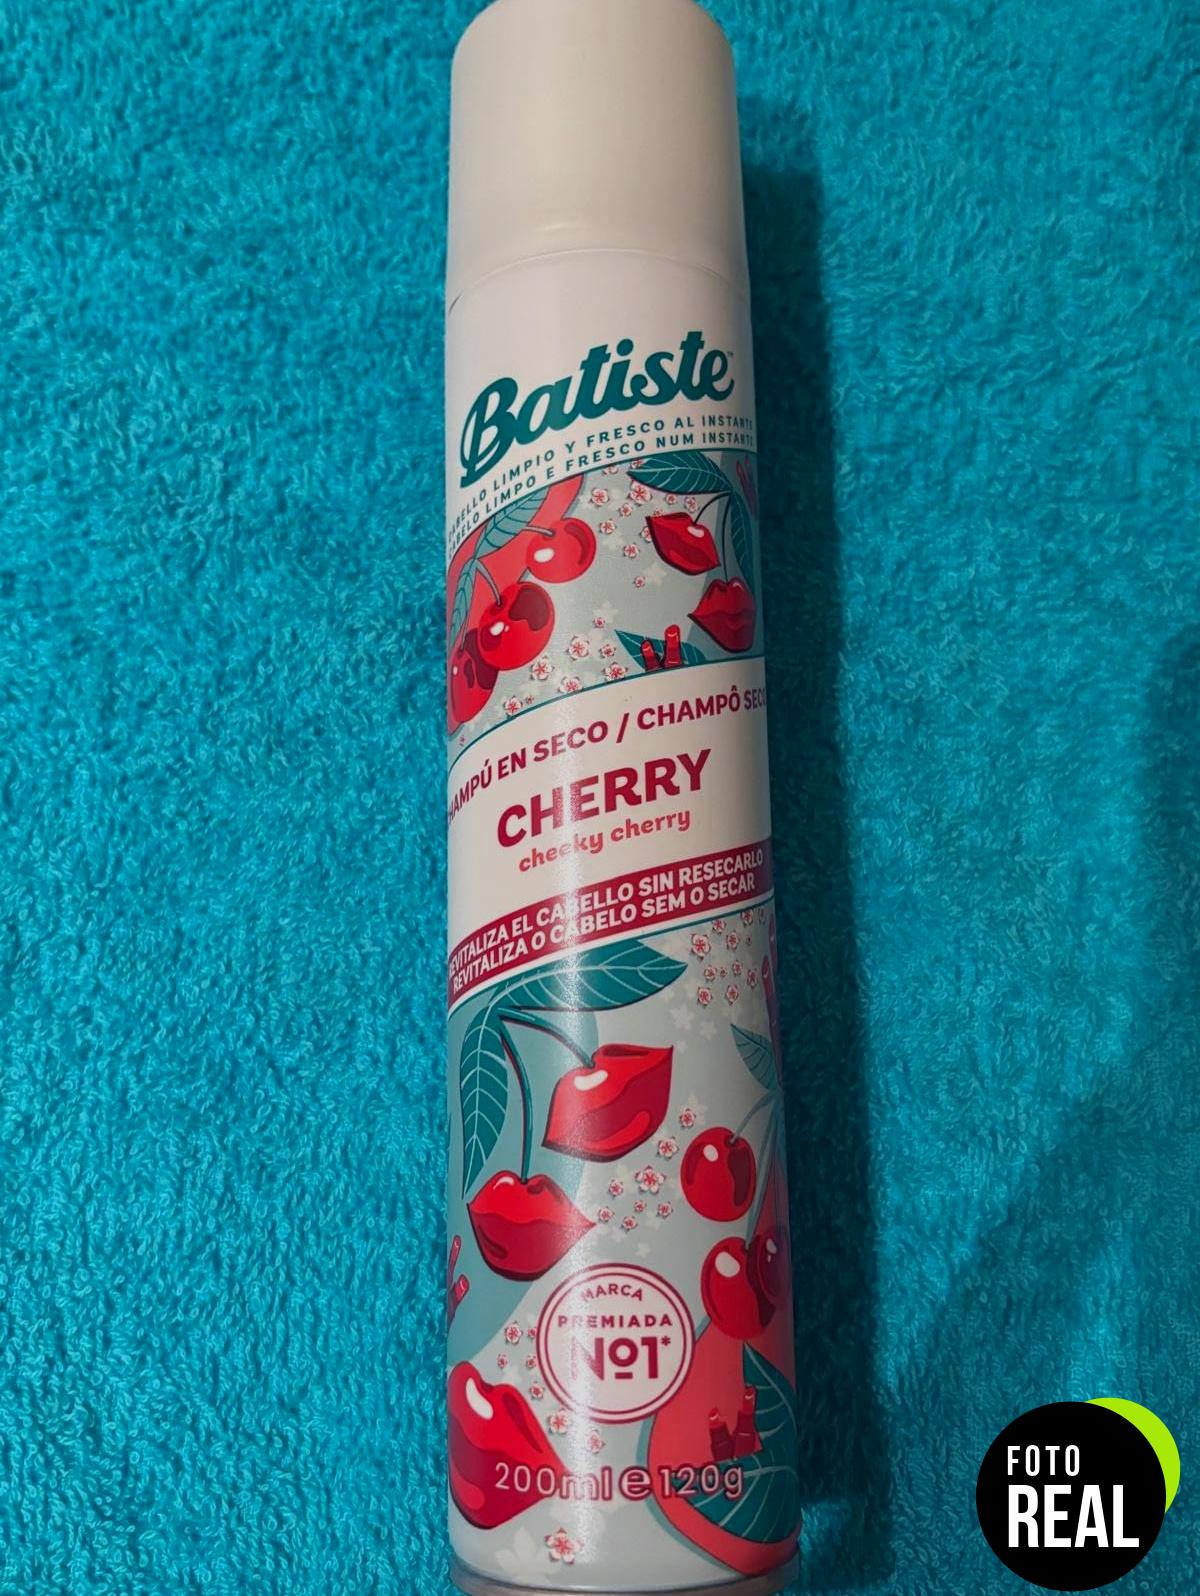 Batiste™
CABELLO LIMPIO Y FRESCO AL INSTANTE
CABELO LIMPO E FRESCO NUM INSTANTE
CHAMPÚ EN SECO / CHAMPÔ SECO
CHERRY
cheeky cherry
REVITALIZA EL CABELLO SIN RESECARLO
REVITALIZA O CABELO SEM O SECAR
MARCA
PREMIADA
Nº1*
200ml e 120g
FOTO
REAL